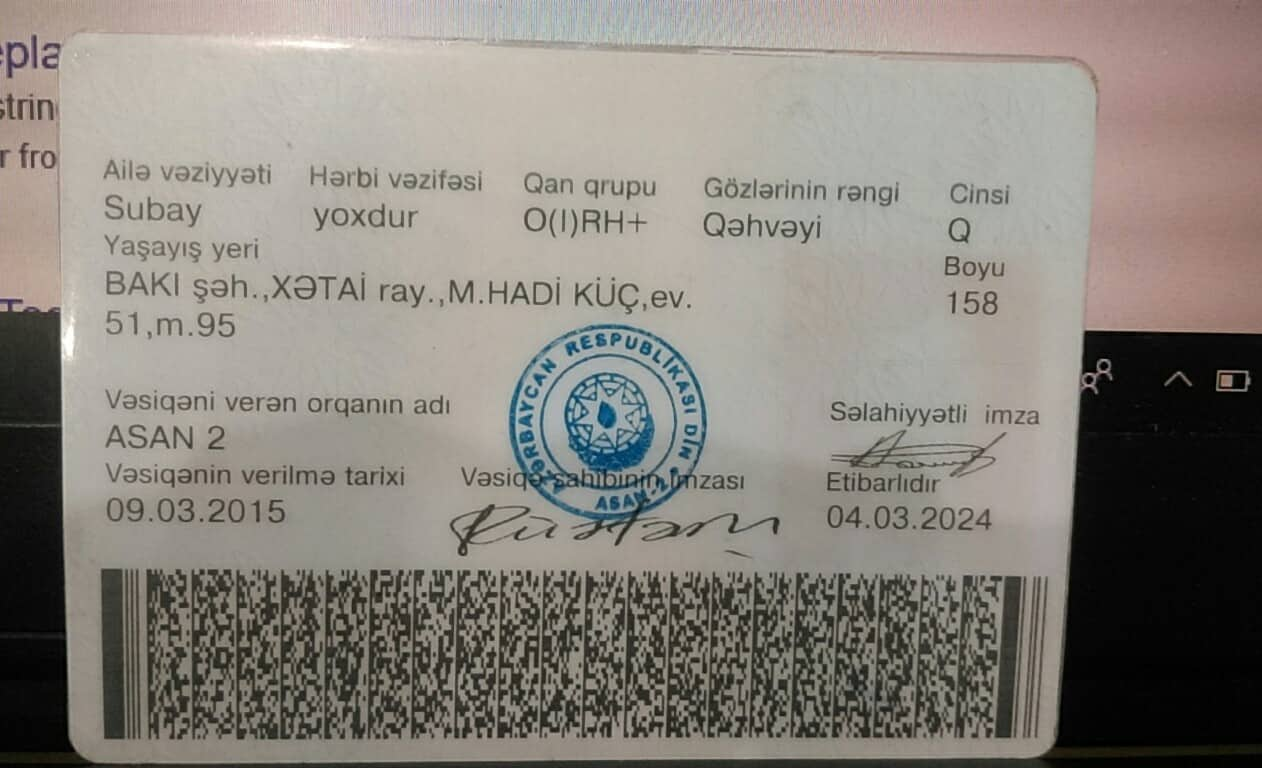 epla
strin
r fro
Ailə vəziyyəti Hərbi vəzifəsi Qan qrupu Gözlərinin rəngi Cinsi
Subay yoxdur O(I)RH+ Qəhvəyi Q
Yaşayış yeri Boyu
BAKI şəh.,XƏTAİ ray.,M.HADİ KÜÇ,ev. 158
51,m.95
AZƏRBAYCAN RESPUBLİKASI DİN
ASAN-2
Vəsiqəni verən orqanın adı Səlahiyyətli imza
ASAN 2
Vəsiqənin verilmə tarixi Vəsiqə sahibinin imzası Etibarlıdır
09.03.2015 Rüstəm 04.03.2024